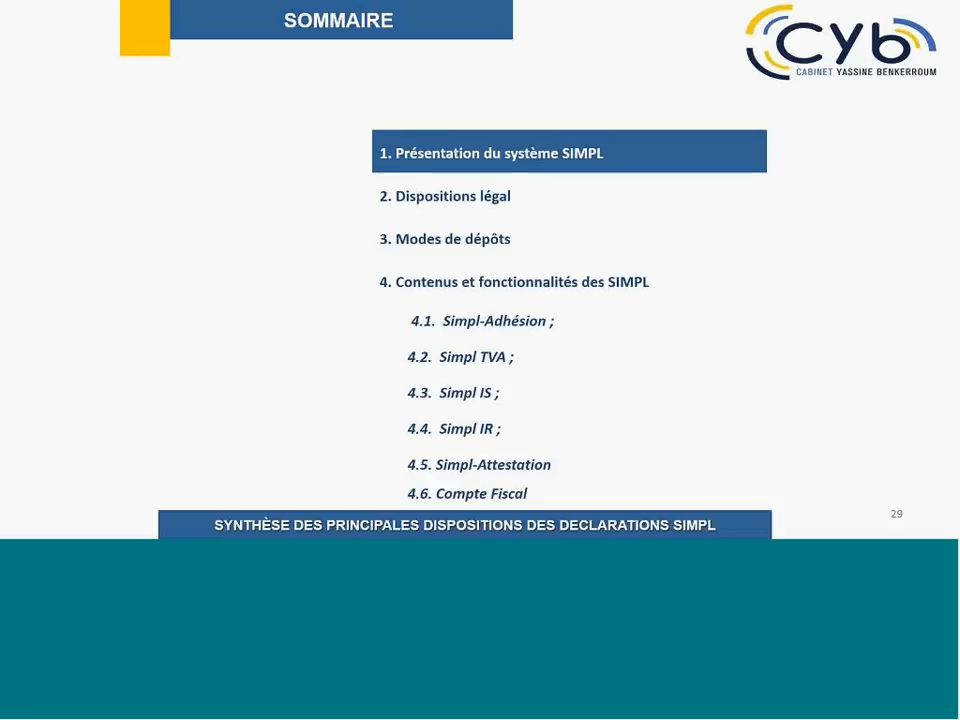 SOMMAIRE
cyb
CABINET YASSINE BENKERROUM
1. Présentation du système SIMPL
2. Dispositions légal
3. Modes de dépôts
4. Contenus et fonctionnalités des SIMPL
4.1. Simpl-Adhésion ;
4.2. Simpl TVA ;
4.3. Simpl IS ;
4.4. Simpl IR ;
4.5. Simpl-Attestation
4.6. Compte Fiscal
29
SYNTHÈSE DES PRINCIPALES DISPOSITIONS DES DECLARATIONS SIMPL